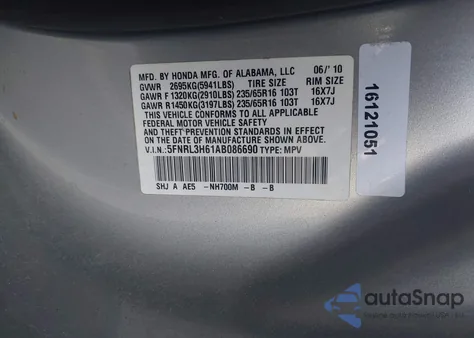 MFD. BY HONDA MFG. OF ALABAMA, LLC 06/'10
GVWR 2695KG(5941LBS) TIRE SIZE RIM SIZE
GAWR F 1320KG(2910LBS) 235/65R16 103T 16X7J
GAWR R1450KG(3197LBS) 235/65R16 103T 16X7J
THIS VEHICLE CONFORMS TO ALL APPLICABLE
FEDERAL MOTOR VEHICLE SAFETY, BUMPER,
AND THEFT PREVENTION STANDARDS IN EFFECT
ON THE DATE OF MANUFACTURE SHOWN ABOVE.
V.I.N.:5FNRL3H61AB086690 TYPE: MPV
SHJ A AE5 -NH700M -B -B
16121051
autoSnap